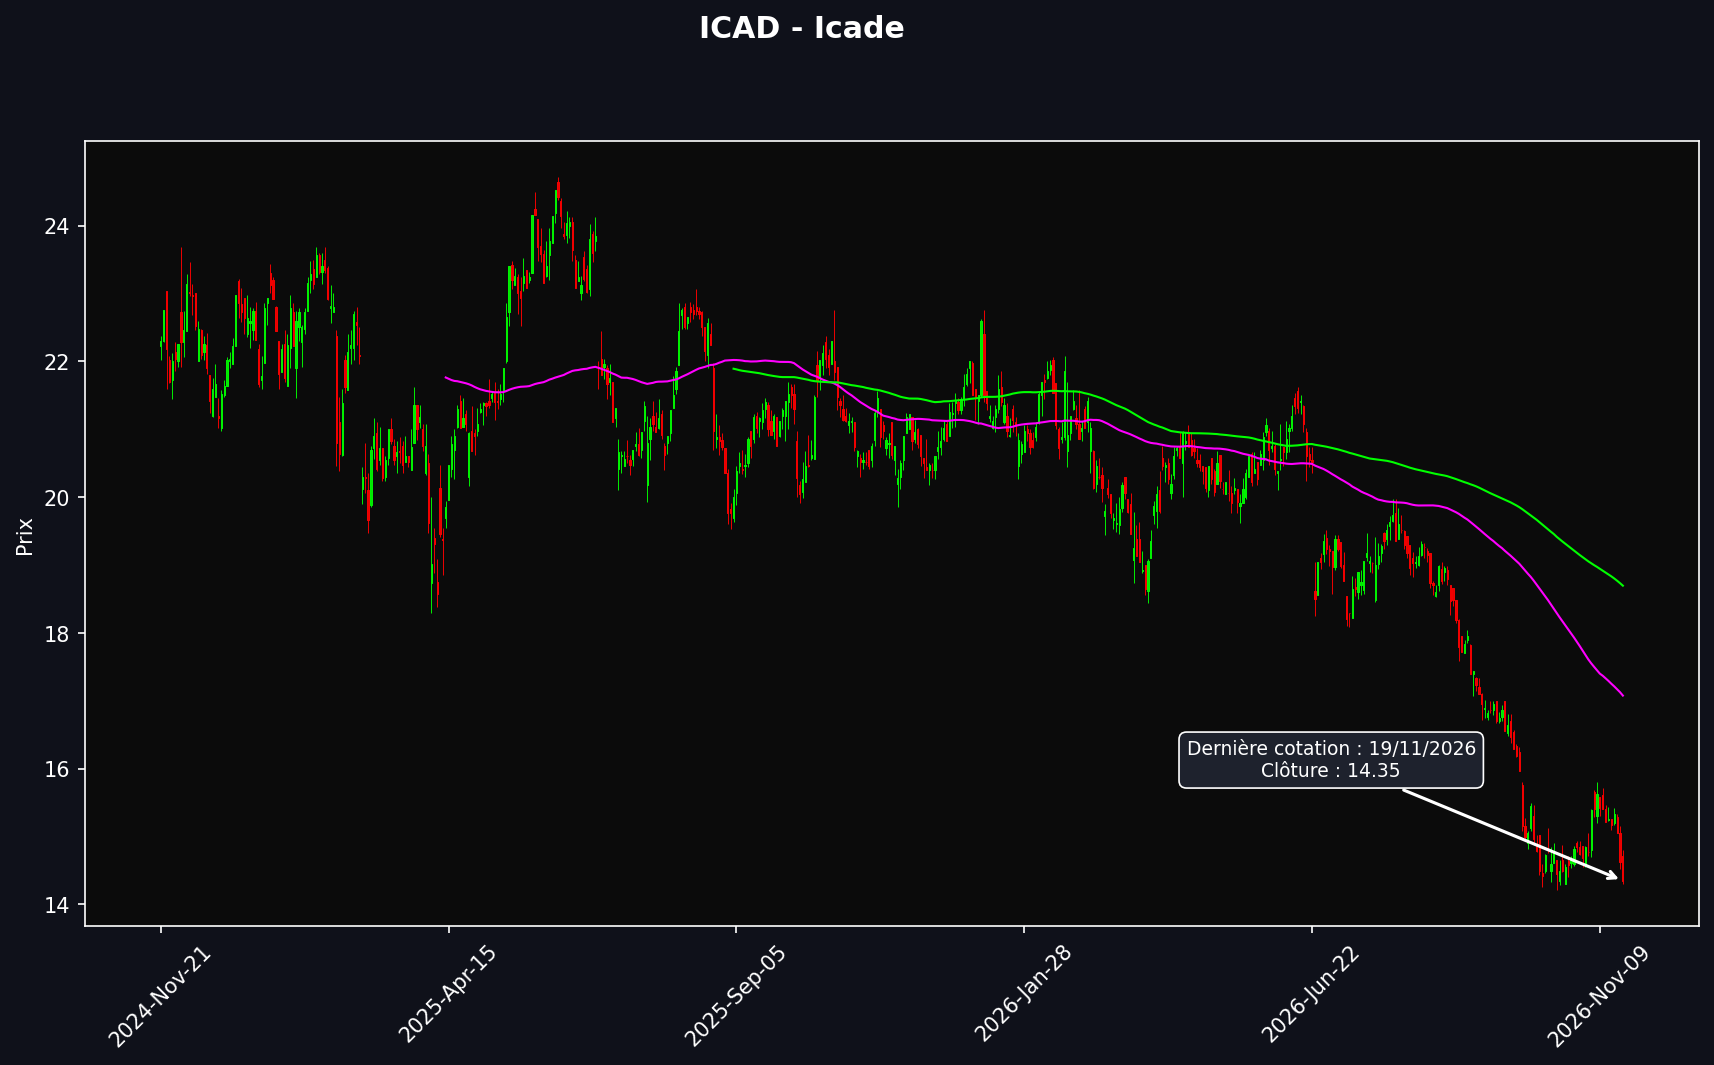 ICAD - Icade
Prix
24
22
20
18
16
14
Dernière cotation : 19/11/2026
Clôture : 14.35
2024-Nov-21
2025-Apr-15
2025-Sep-05
2026-Jan-28
2026-Jun-22
2026-Nov-09